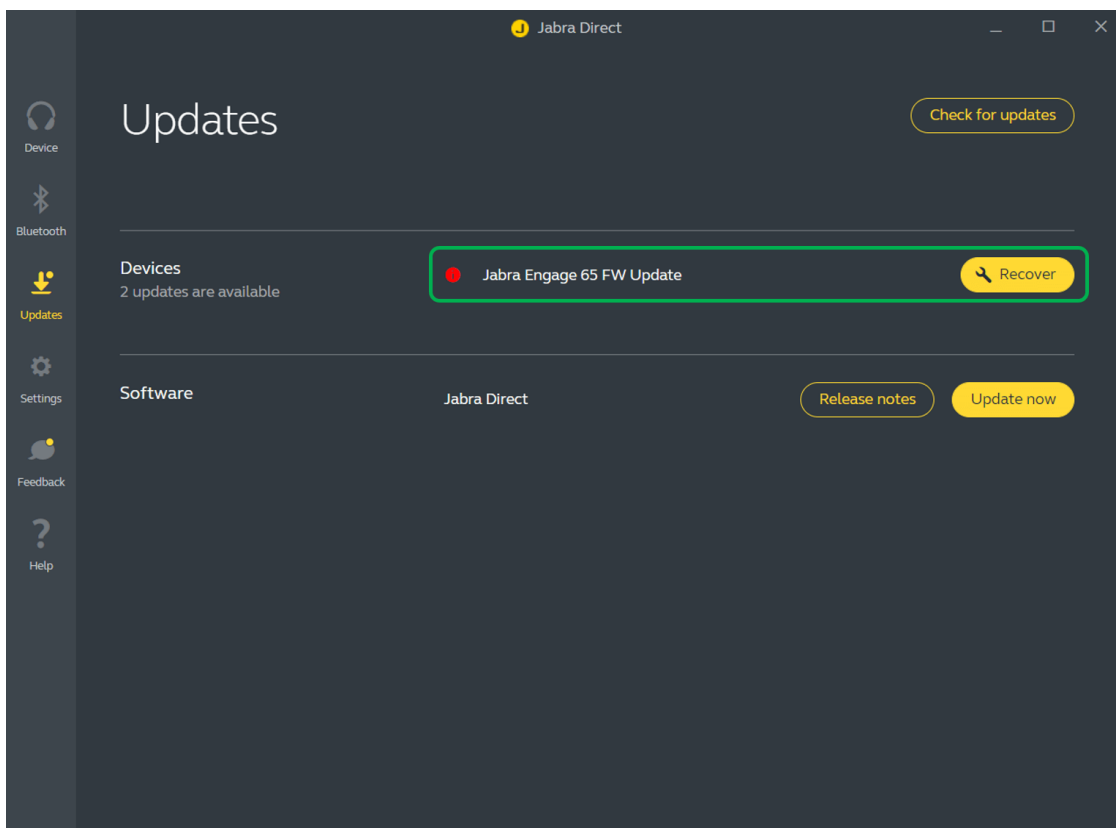 Jabra Direct
Device
Bluetooth
Updates
Settings
Feedback
? Help
Updates
Check for updates
Devices
2 updates are available
Jabra Engage 65 FW Update
Recover
Software
Jabra Direct
Release notes
Update now